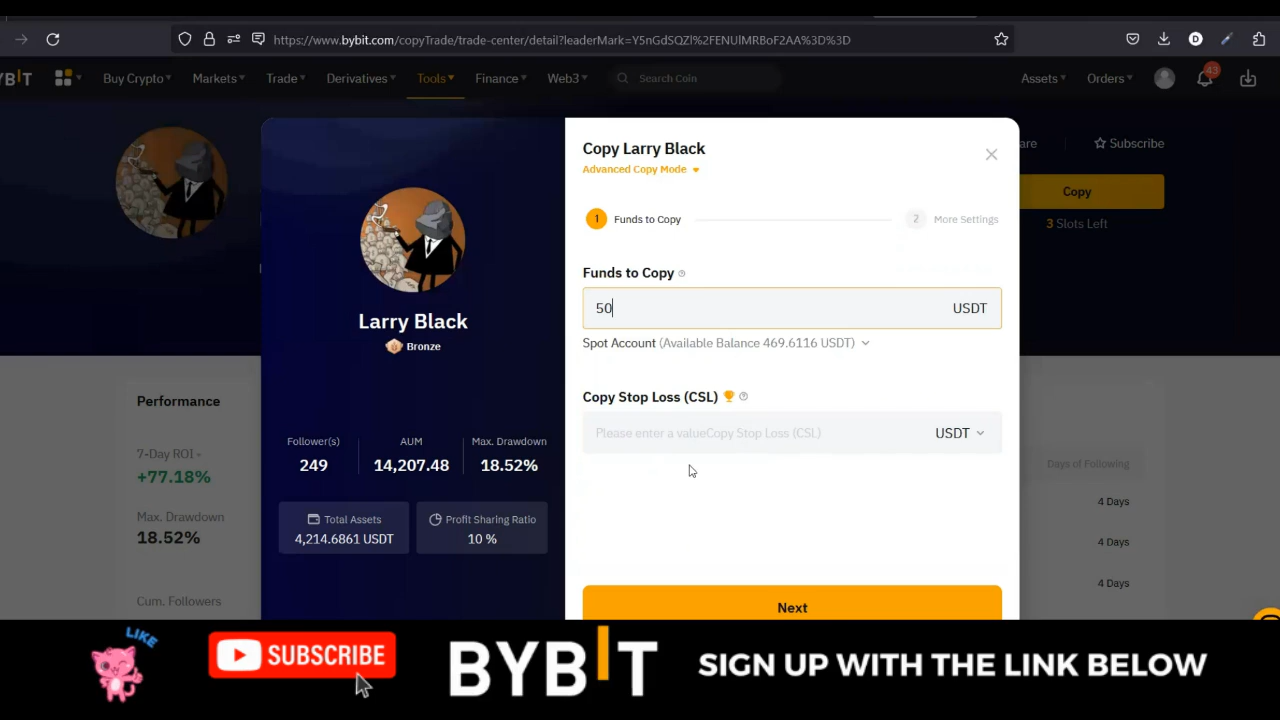 https://www.bybit.com/copyTrade/trade-center/detail?leaderMark=Y5nGdSQZl%2FENUlMRBoF2AA%3D%3D
D
YBIT
Buy Crypto
Markets
Trade
Derivatives
Tools
Finance
Web3
Search Coin
Assets
Orders
43
are
Subscribe
Copy
3 Slots Left
Copy Larry Black
Advanced Copy Mode
1 Funds to Copy
2 More Settings
Funds to Copy
50 USDT
Spot Account (Available Balance 469.6116 USDT)
Copy Stop Loss (CSL)
Please enter a valueCopy Stop Loss (CSL) USDT
Next
Larry Black
Bronze
Follower(s) AUM Max. Drawdown
249 14,207.48 18.52%
Total Assets
4,214.6861 USDT
Profit Sharing Ratio
10 %
Performance
7-Day ROI
+77.18%
Max. Drawdown
18.52%
Cum. Followers
Days of Following
4 Days
4 Days
4 Days
LIKE
SUBSCRIBE
BYBIT
SIGN UP WITH THE LINK BELOW